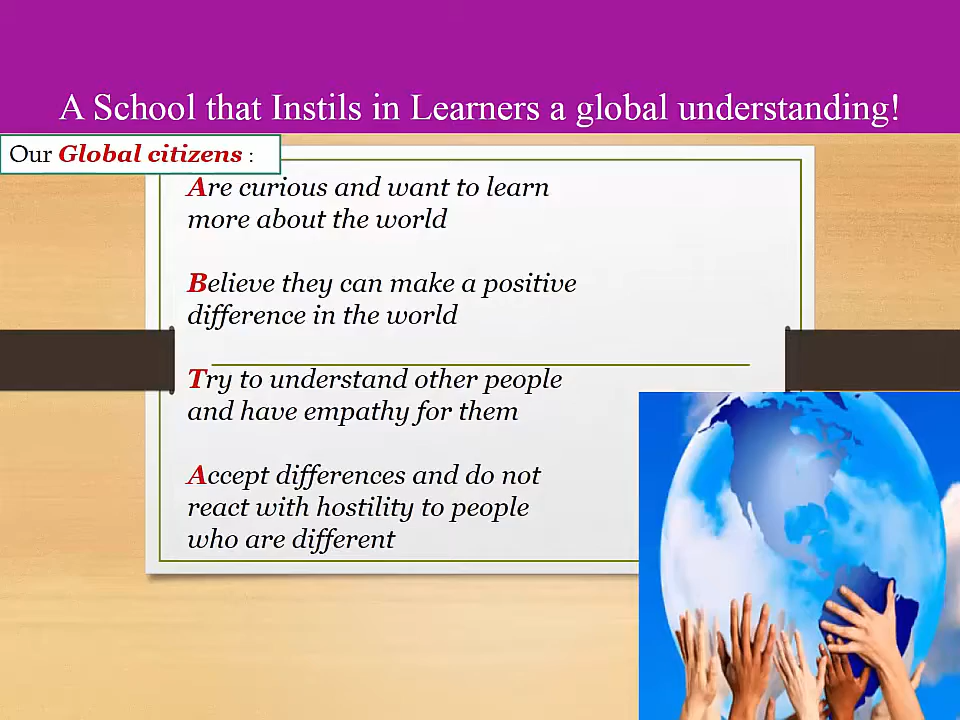 A School that Instils in Learners a global understanding!
Our Global citizens :
Are curious and want to learn
more about the world
Believe they can make a positive
difference in the world
Try to understand other people
and have empathy for them
Accept differences and do not
react with hostility to people
who are different